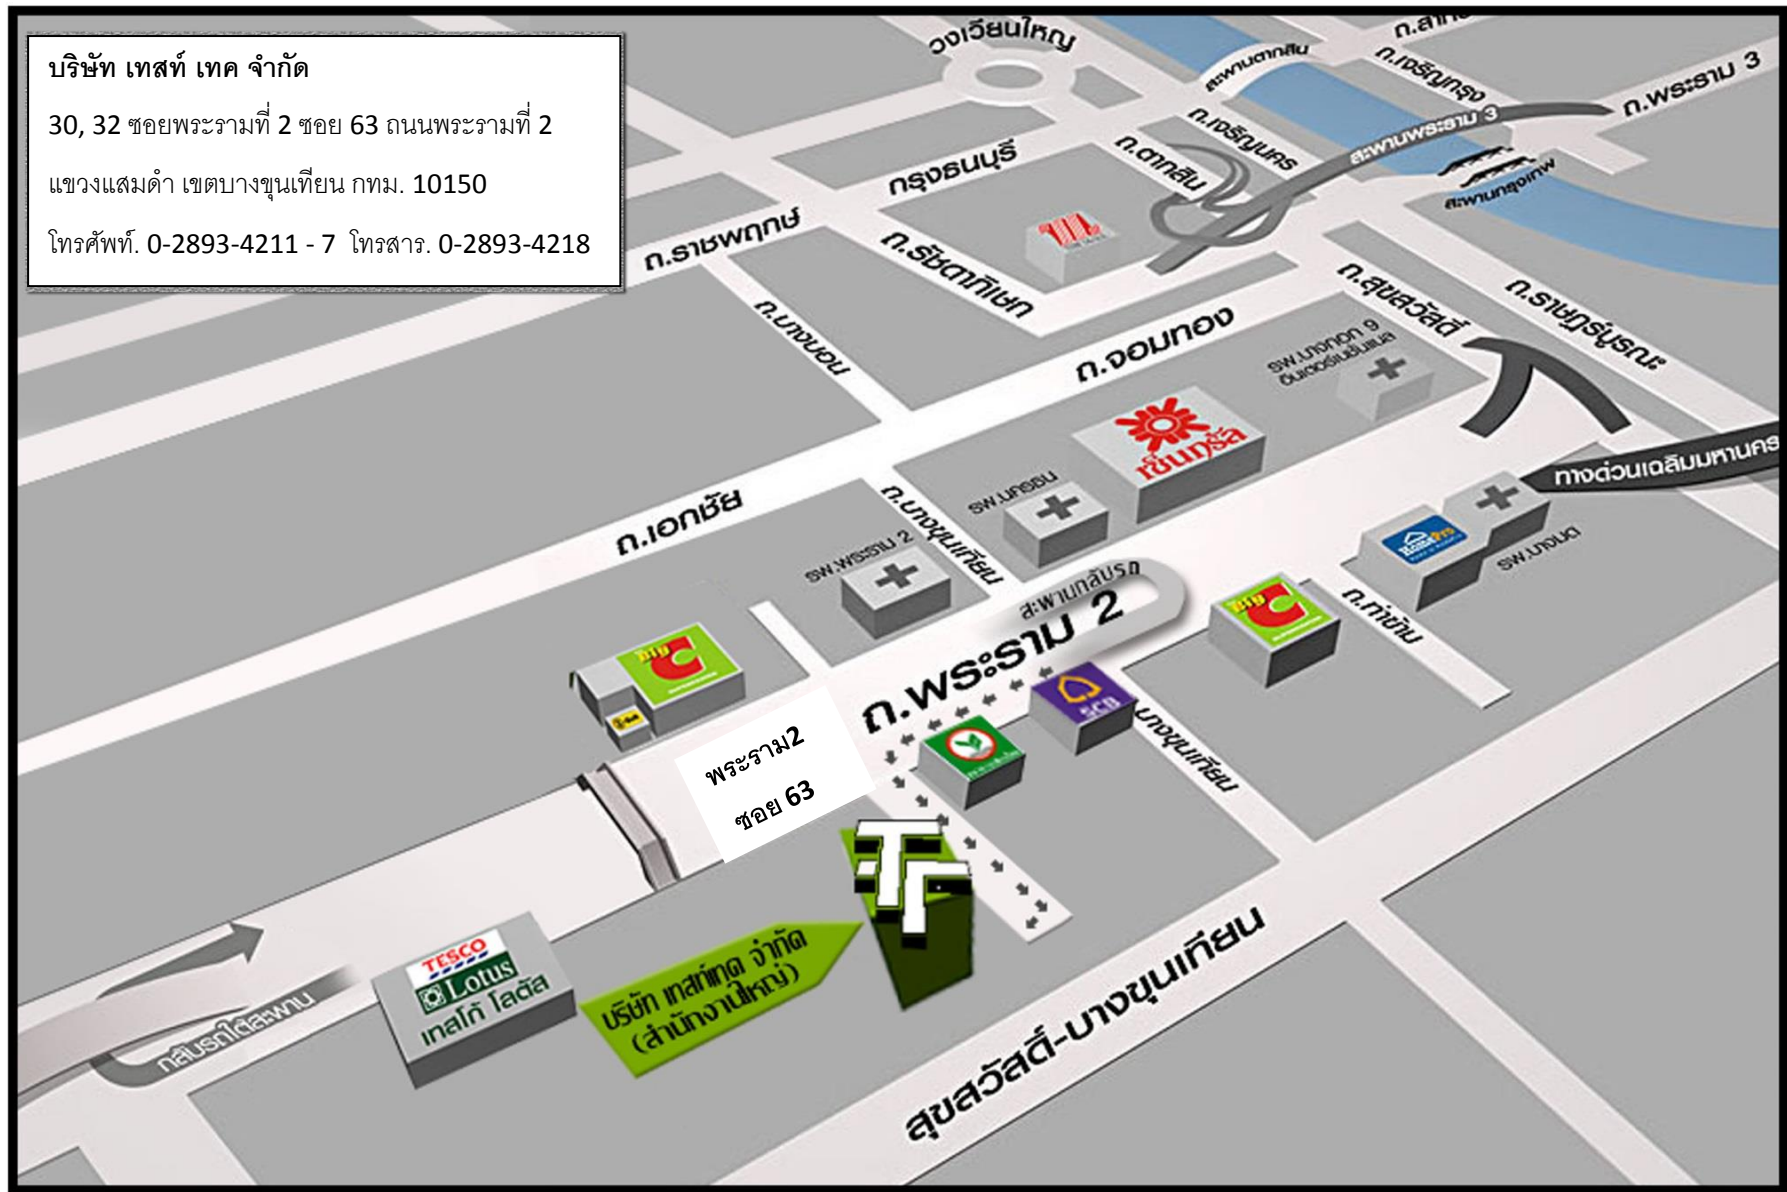 บริษัท เทสท์ เทค จำกัด
30, 32 ซอยพระรามที่ 2 ซอย 63 ถนนพระรามที่ 2
แขวงแสมดำ เขตบางขุนเทียน กทม. 10150
โทรศัพท์. 0-2893-4211 - 7 โทรสาร. 0-2893-4218
วงเวียนใหญ่
สะพานตากสิน
ถ.เจริญกรุง
ถ.พระราม 3
สะพานพระราม 3
ถ.เจริญนคร
ถ.ตากสิน
สะพานกรุงเทพ
กรุงธนบุรี
ถ.ราชพฤกษ์
ถ.รัชดาภิเษก
ถ.สุขสวัสดิ์
ถ.ราษฎร์บูรณะ
ถ.บางบอน
ถ.จอมทอง
รพ.บางกอก 9
อินเตอร์เนชั่นแนล
เซ็นทรัล
ทางด่วนเฉลิมมหานคร
ถ.เอกชัย
ถ.บางขุนเทียน
รพ.นครธน
รพ.พระราม 2
HomePro
รพ.บางมด
สะพานกลับรถ
ถ.พระราม 2
Big C
ถ.ท่าข้าม
Big C
SCB
บางขุนเทียน
พระราม2
ซอย 63
TESCO
Lotus
เทสโก้ โลตัส
บริษัท เทสท์เทค จำกัด
(สำนักงานใหญ่)
กลับรถใต้สะพาน
สุขสวัสดิ์-บางขุนเทียน